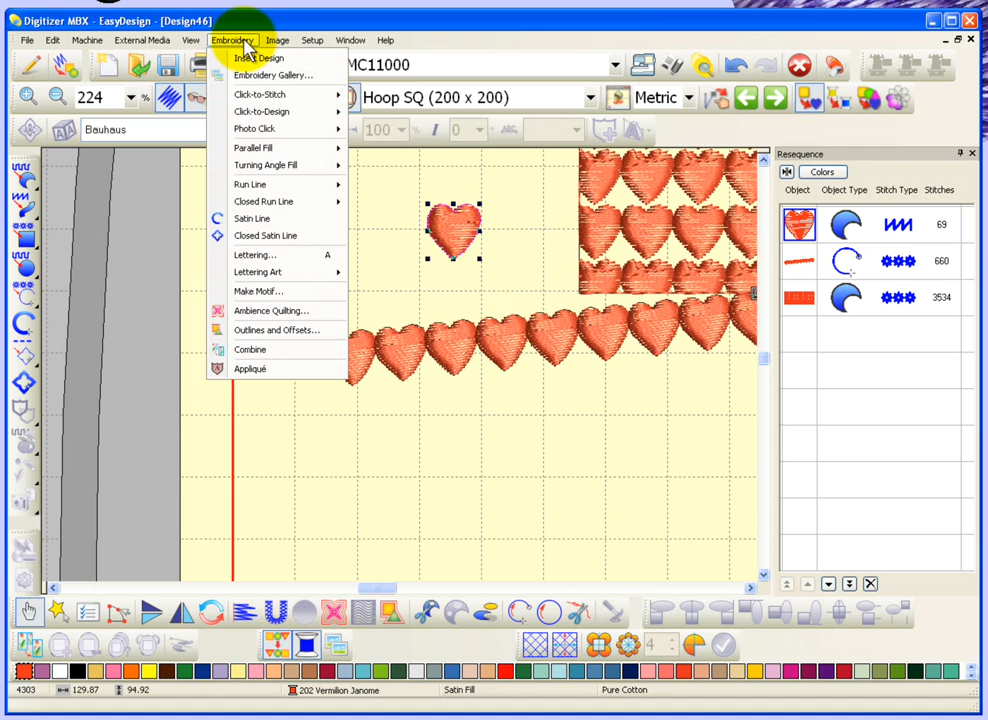 Digitizer MBX - EasyDesign - [Design46]
File Edit Machine External Media View Embroidery Image Setup Window Help
MC11000
224 % Hoop SQ (200 x 200) Metric
Bauhaus 100 0
Design
Embroidery Gallery...
Click-to-Stitch
Click-to-Design
Photo Click
Parallel Fill
Turning Angle Fill
Run Line
Closed Run Line
Satin Line
Closed Satin Line
Lettering... A
Lettering Art
Make Motif...
Ambience Quilting...
Outlines and Offsets...
Combine
Appliqué
Resequence
Colors
Object Object Type Stitch Type Stitches
69
660
3534
4
4303 129.87 94.92 202 Vermilion Janome Satin Fill Pure Cotton